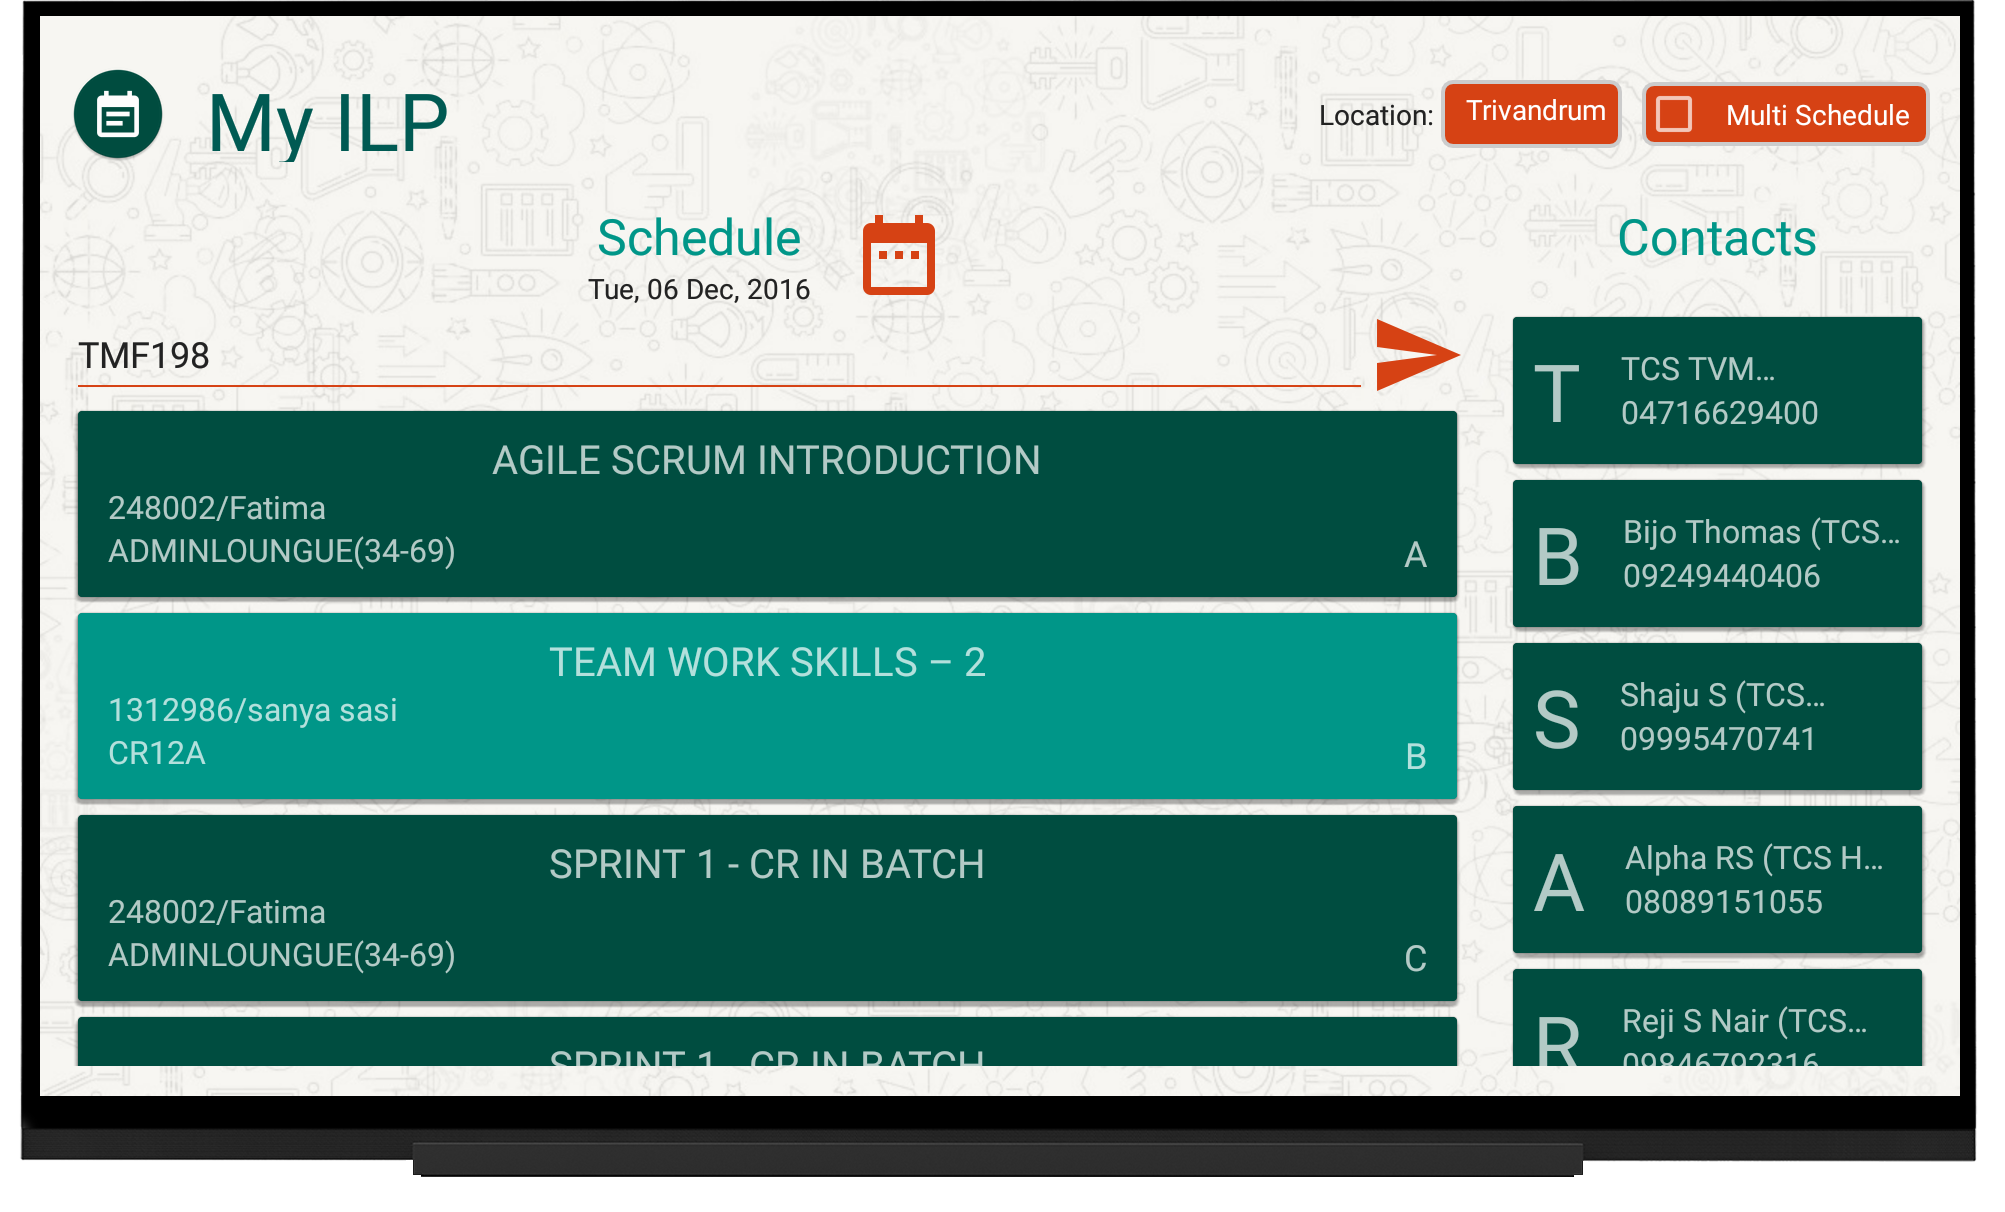 My ILP
Location:
Trivandrum
Multi Schedule
Schedule
Tue, 06 Dec, 2016
TMF198
AGILE SCRUM INTRODUCTION
248002/Fatima
ADMINLOUNGUE(34-69)
A
TEAM WORK SKILLS – 2
1312986/sanya sasi
CR12A
B
SPRINT 1 - CR IN BATCH
248002/Fatima
ADMINLOUNGUE(34-69)
C
SPRINT 1 - CR IN BATCH
Contacts
T
TCS TVM...
04716629400
B
Bijo Thomas (TCS...
09249440406
S
Shaju S (TCS...
09995470741
A
Alpha RS (TCS H...
08089151055
R
Reji S Nair (TCS...
09846792316